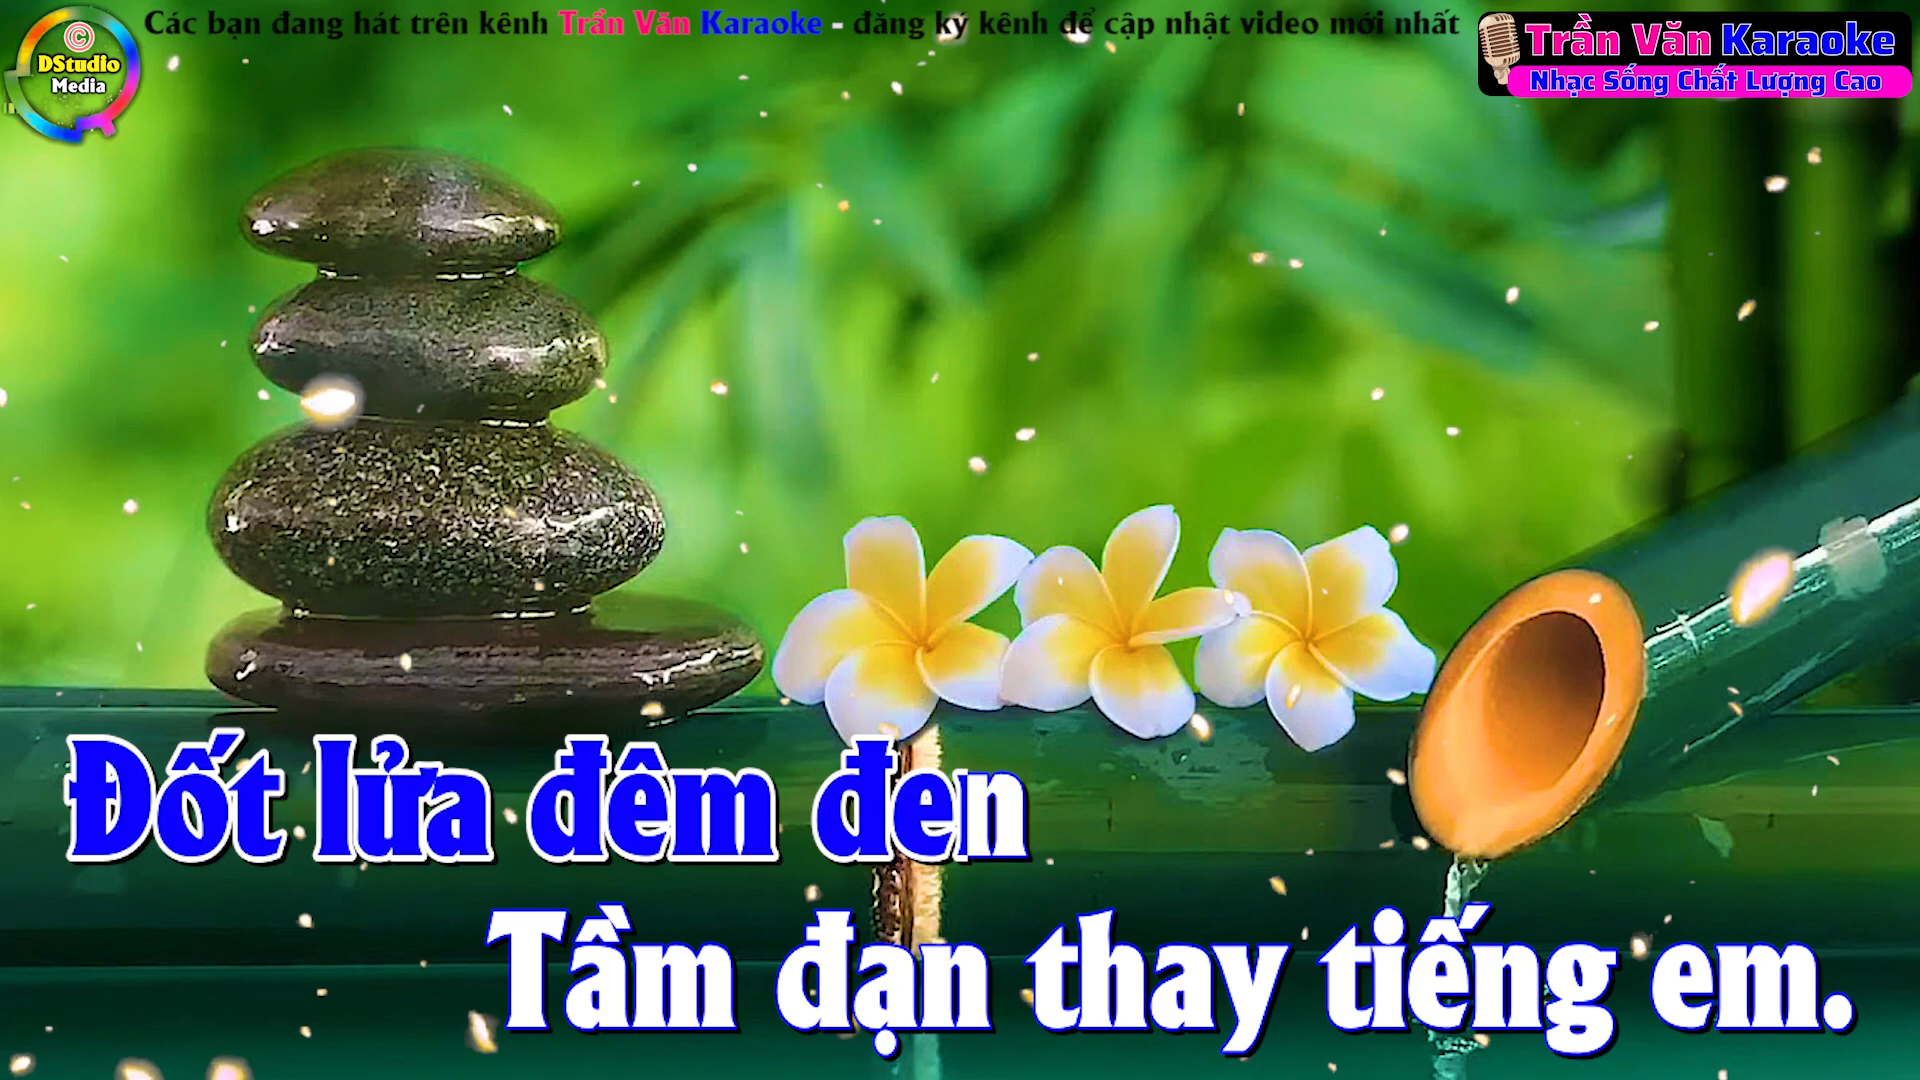 Các bạn đang hát trên kênh Trần Văn Karaoke - đăng ký kênh để cập nhật video mới nhất
©
DStudio
Media
Trần Văn Karaoke
Nhạc Sống Chất Lượng Cao
Đốt lửa đêm đen
Tầm đạn thay tiếng em.